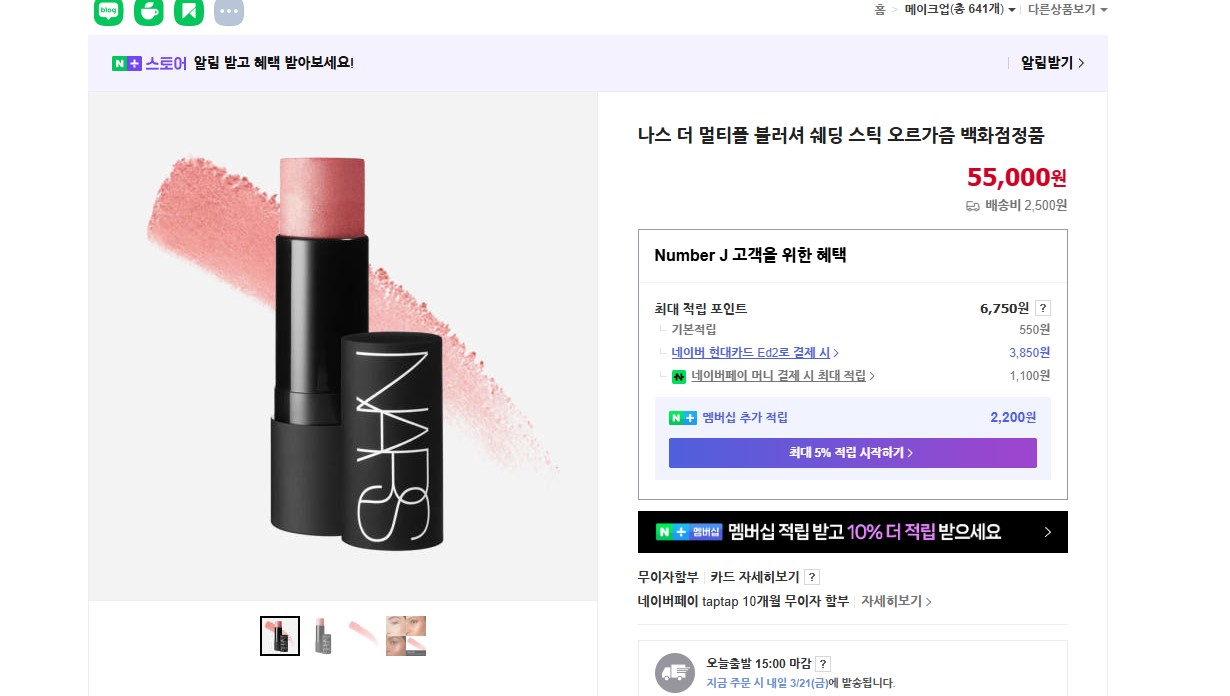 blog
홈 > 메이크업(총 641개) 다른상품보기
N+ 스토어 알림 받고 혜택 받아보세요! 알림받기 >
NARS
나스 더 멀티플 블러셔 쉐딩 스틱 오르가즘 백화점정품
55,000원
배송비 2,500원
Number J 고객을 위한 혜택
최대 적립 포인트 6,750원 ?
기본적립 550원
네이버 현대카드 Ed2로 결제 시 > 3,850원
N 네이버페이 머니 결제 시 최대 적립 > 1,100원
N+ 멤버십 추가 적립 2,200원
최대 5% 적립 시작하기 >
N+ 멤버십 멤버십 적립 받고 10% 더 적립 받으세요 >
무이자할부 카드 자세히보기 ?
네이버페이 taptap 10개월 무이자 할부 자세히보기 >
오늘출발 15:00 마감 ?
지금 주문 시 내일 3/21(금)에 발송됩니다.